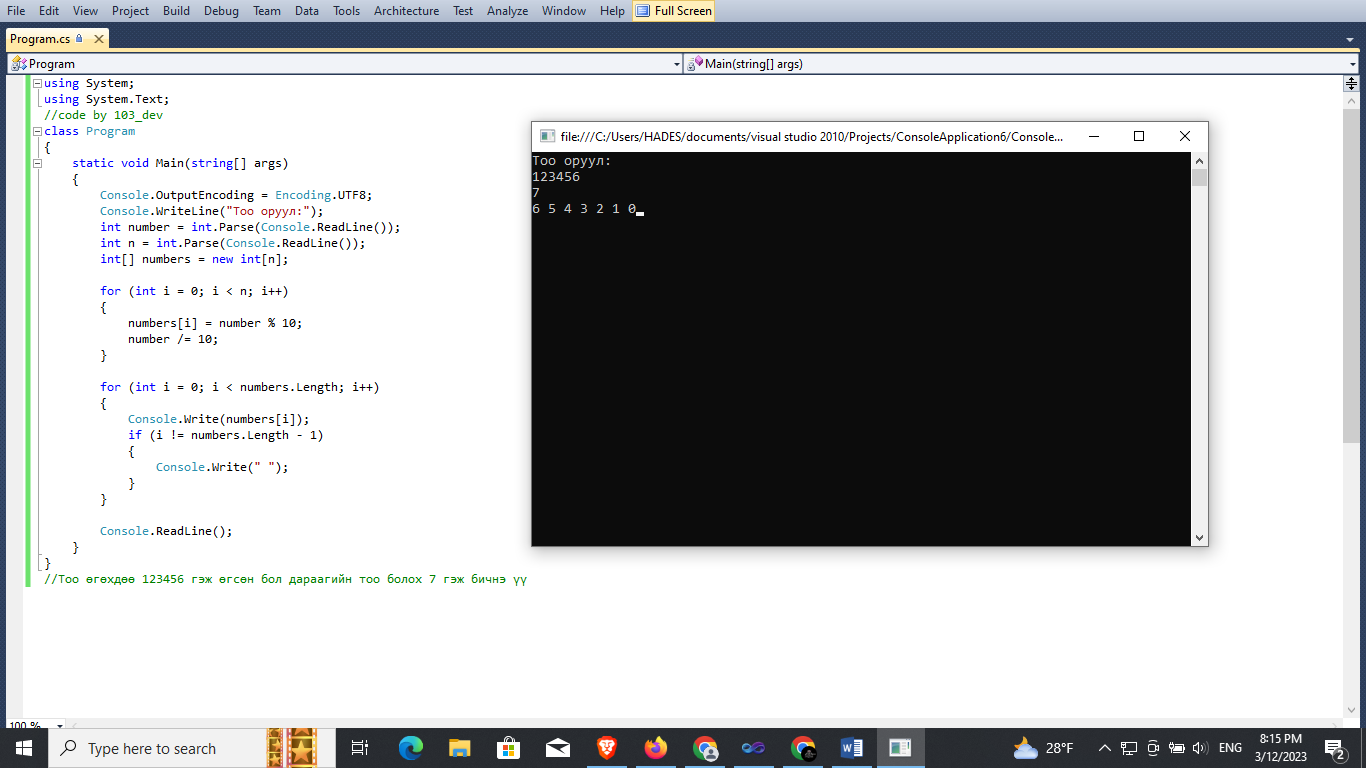 File Edit View Project Build Debug Team Data Tools Architecture Test Analyze Window Help Full Screen
Program.cs
Program
Main(string[] args)
using System;
using System.Text;
//code by 103_dev
class Program
{
static void Main(string[] args)
{
Console.OutputEncoding = Encoding.UTF8;
Console.WriteLine("Тоо оруул:");
int number = int.Parse(Console.ReadLine());
int n = int.Parse(Console.ReadLine());
int[] numbers = new int[n];
for (int i = 0; i < n; i++)
{
numbers[i] = number % 10;
number /= 10;
}
for (int i = 0; i < numbers.Length; i++)
{
Console.Write(numbers[i]);
if (i != numbers.Length - 1)
{
Console.Write(" ");
}
}
Console.ReadLine();
}
}
//Тоо өгөхдөө 123456 гэж өгсөн бол дараагийн тоо болох 7 гэж бичнэ үү
file:///C:/Users/HADES/documents/visual studio 2010/Projects/ConsoleApplication6/Console...
Тоо оруул:
123456
7
6 5 4 3 2 1 0
100 %
Type here to search
28°F
ENG
8:15 PM
3/12/2023
2